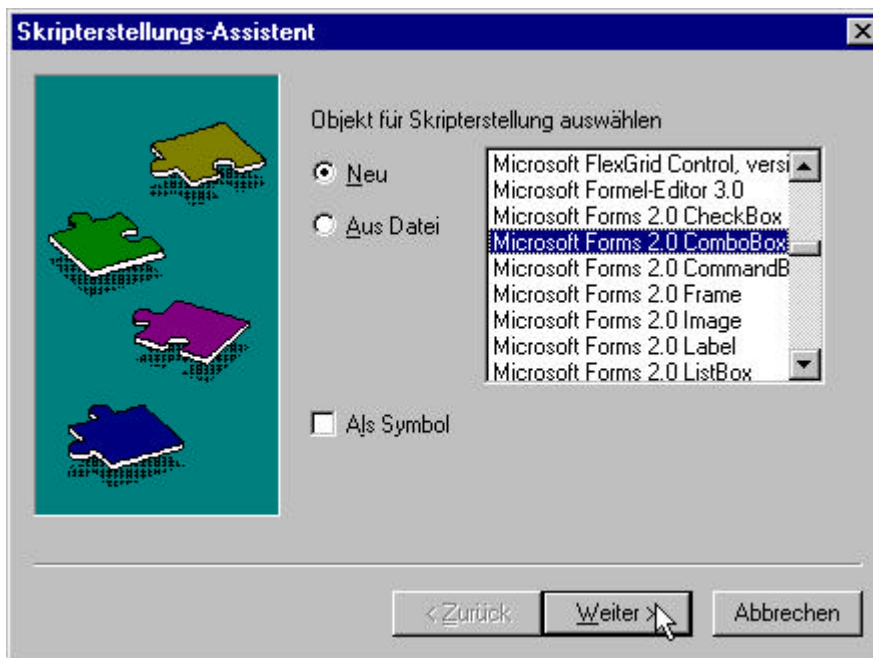 Skripterstellungs-Assistent
Objekt für Skripterstellung auswählen
Neu
Aus Datei
Microsoft FlexGrid Control, versi
Microsoft Formel-Editor 3.0
Microsoft Forms 2.0 CheckBox
Microsoft Forms 2.0 ComboBox
Microsoft Forms 2.0 CommandB
Microsoft Forms 2.0 Frame
Microsoft Forms 2.0 Image
Microsoft Forms 2.0 Label
Microsoft Forms 2.0 ListBox
Als Symbol
< Zurück Weiter > Abbrechen